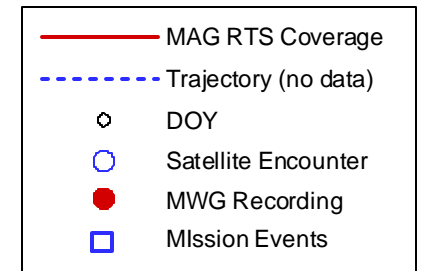 MAG RTS Coverage
Trajectory (no data)
DOY
Satellite Encounter
MWG Recording
MIssion Events